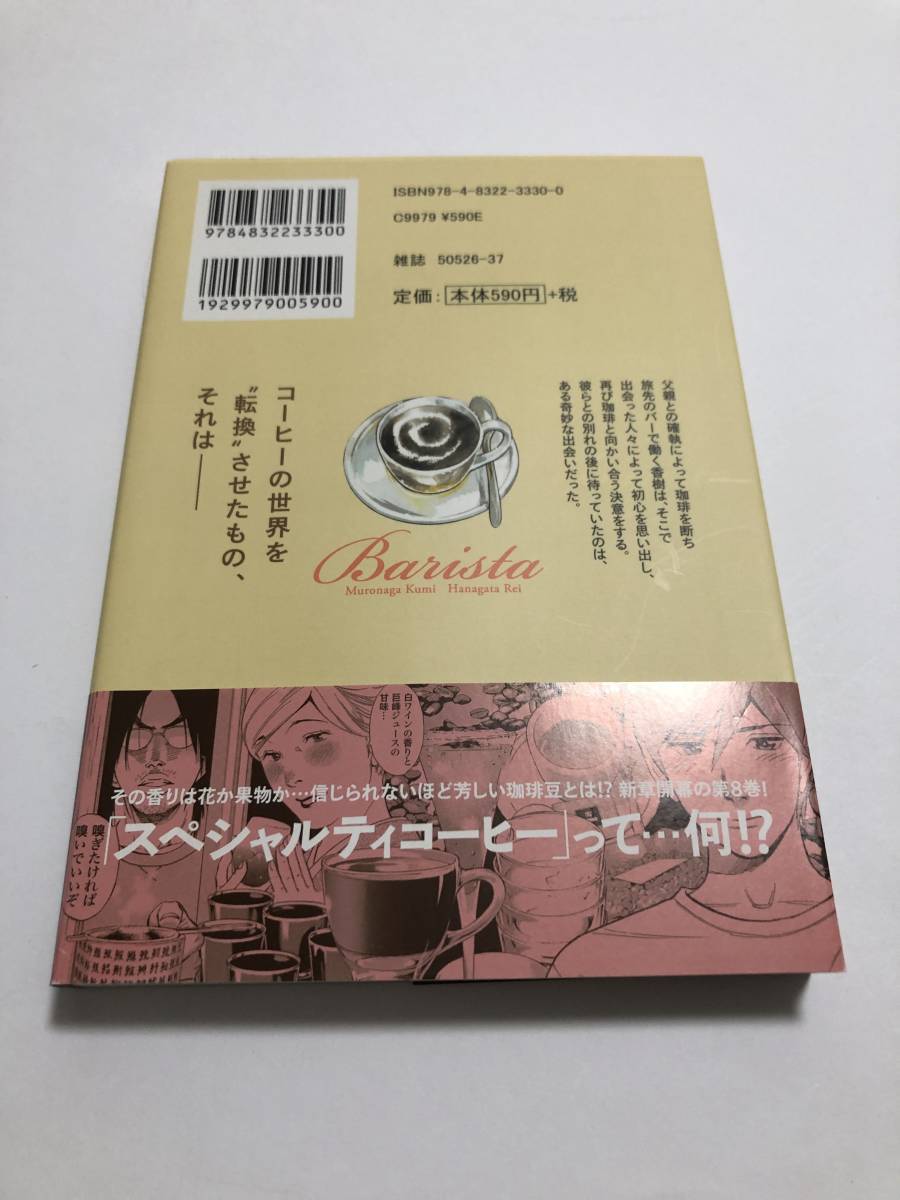 9784832233300
1929979005900
ISBN978-4-8322-3330-0
C9979 ¥590E
雑誌 50526-37
定価：本体590円+税
父親との確執によって珈琲を断ち
旅先のバーで働く香樹は、そこで
出会った人々によって初心を思い出し、
再び珈琲と向かい合う決意をする。
彼らとの別れの後に待っていたのは、
ある奇妙な出会いだった。
コーヒーの世界を
〝転換〟させたもの、
それは――
Barista
Muronaga Kumi Hanagata Rei
白ワインの香りと
巨峰ジュースの
甘味…
その香りは花か果物か…信じられないほど芳しい珈琲豆とは!? 新章開幕の第8巻!
「スペシャルティコーヒー」って…何!?
嗅ぎたければ
嗅いでいいぞ